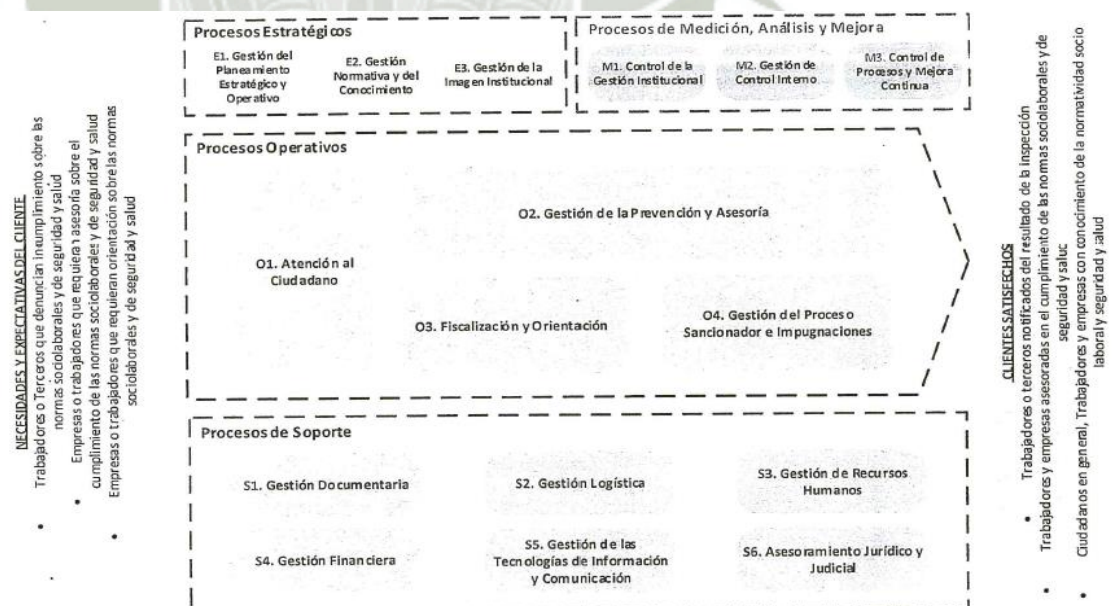 NECESIDADES Y EXPECTATIVAS DEL CLIENTE
• Trabajadores o Terceros que denuncian incumplimiento sobre las
normas sociolaborales y de seguridad y salud
• Empresas o trabajadores que requieran asesoría sobre el
cumplimiento de las normas sociolaborales y de seguridad y salud
• Empresas o trabajadores que requieran orientación sobre las normas
sociolaborales y de seguridad y salud
Procesos Estratégicos
E1. Gestión del
Planeamiento
Estratégico y
Operativo
E2. Gestión
Normativa y del
Conocimiento
E3. Gestión de la
Imagen Institucional
Procesos de Medición, Análisis y Mejora
M1. Control de la
Gestión Institucional
M2. Gestión de
Control Interno
M3. Control de
Procesos y Mejora
Continua
Procesos Operativos
O1. Atención al
Ciudadano
O2. Gestión de la Prevención y Asesoría
O3. Fiscalización y Orientación
O4. Gestión del Proceso
Sancionador e Impugnaciones
Procesos de Soporte
S1. Gestión Documentaria
S2. Gestión Logística
S3. Gestión de Recursos
Humanos
S4. Gestión Financiera
S5. Gestión de las
Tecnologías de Información
y Comunicación
S6. Asesoramiento Jurídico y
Judicial
CLIENTES SATISFECHOS
• Trabajadores o terceros notificados del resultado de la inspección
• Trabajadores y empresas asesoradas en el cumplimiento de las normas sociolaborales y de
seguridad y salud
• Ciudadanos en general, Trabajadores y empresas con conocimiento de la normatividad socio
laboral y seguridad y salud